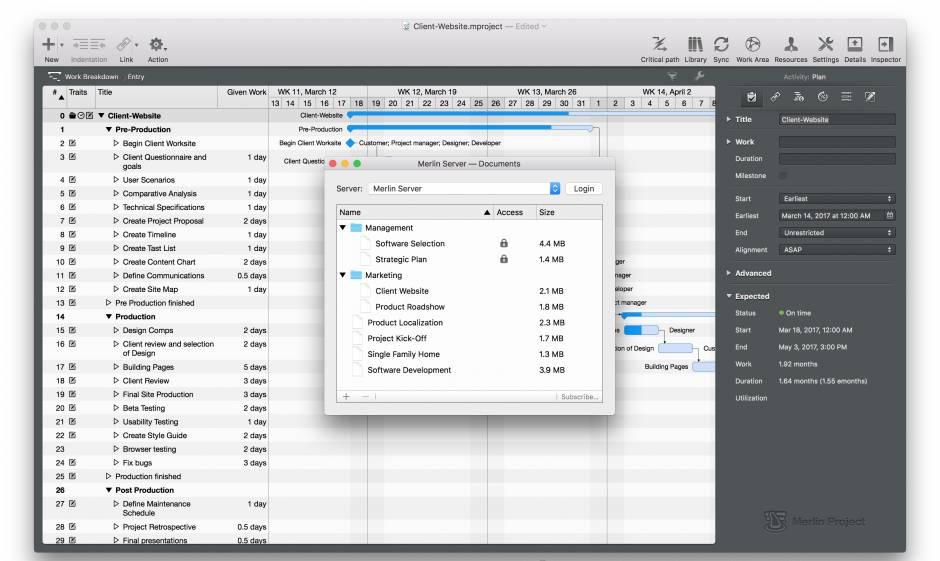 Client-Website.mproject — Edited
New Indentation Link Action Critical path Library Sync Work Area Resources Settings Details Inspector
Work Breakdown Entry
Activity: Plan
# Traits Title Given Work WK 11, March 12 WK 12, March 19 WK 13, March 26 WK 14, April 2
13 14 15 16 17 18 19 20 21 22 23 24 25 26 27 28 29 30 31 1 2 3 4 5 6 7 8
0 Client-Website Client-Website
1 Pre-Production Pre-Production
2 Begin Client Worksite Begin Client Worksite Customer; Project manager; Designer; Developer
3 Client Questionnaire and goals 1 day
4 User Scenarios 1 day
5 Comparative Analysis 1 day
6 Technical Specifications 1 day
7 Create Project Proposal 2 days
8 Create Timeline 1 day
9 Create Tast List 1 day
10 Create Content Chart 2 days
11 Define Communications 0.5 days
12 Create Site Map 1 day
13 Pre Production finished
14 Production
15 Design Comps 2 days Designer
16 Client review and selection of Design 2 days ion of Design Cus
17 Building Pages 5 days Building Pages
18 Client Review 3 days
19 Final Site Production 3 days
20 Beta Testing 2 days
21 Usability Testing 1 day
22 Create Style Guide 2 days
23 Browser testing 2 days
24 Fix bugs 3 days
25 Production finished
26 Post Production
27 Define Maintenance Schedule 1 day
28 Project Retrospective 0.5 days
29 Final presentations 0.5 days
Merlin Server — Documents
Server: Merlin Server Login
Name Access Size
Management
Software Selection 4.4 MB
Strategic Plan 1.4 MB
Marketing
Client Website 2.1 MB
Product Roadshow 1.8 MB
Product Localization 2.3 MB
Project Kick-Off 1.7 MB
Single Family Home 1.3 MB
Software Development 3.9 MB
+ − Subscribe...
Title Client-Website
Work
Duration
Milestone
Start Earliest
Earliest March 14, 2017 at 12:00 AM
End Unrestricted
Alignment ASAP
Advanced
Expected
Status On time
Start Mar 18, 2017, 12:00 AM
End May 3, 2017, 3:00 PM
Work 1.92 months
Duration 1.64 months (1.55 emonths)
Utilization
Merlin Project